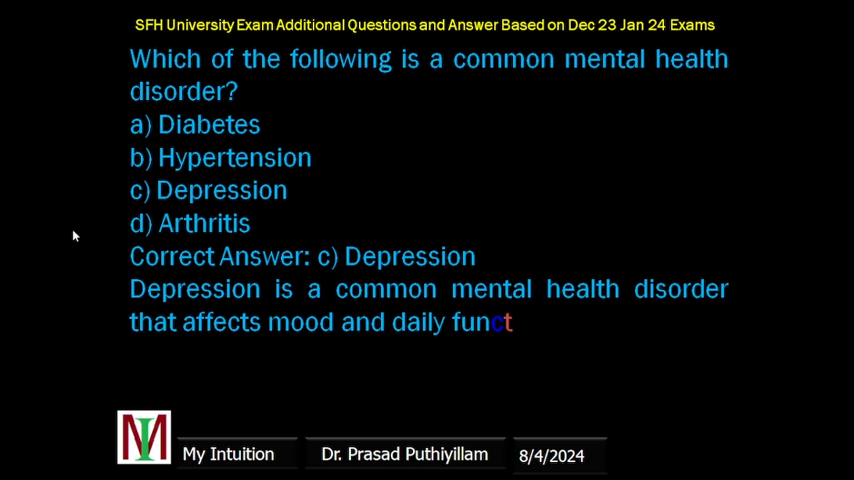 SFH University Exam Additional Questions and Answer Based on Dec 23 Jan 24 Exams
Which of the following is a common mental health
disorder?
a) Diabetes
b) Hypertension
c) Depression
d) Arthritis
Correct Answer: c) Depression
Depression is a common mental health disorder
that affects mood and daily funct
MI
My Intuition
Dr. Prasad Puthiyillam
8/4/2024